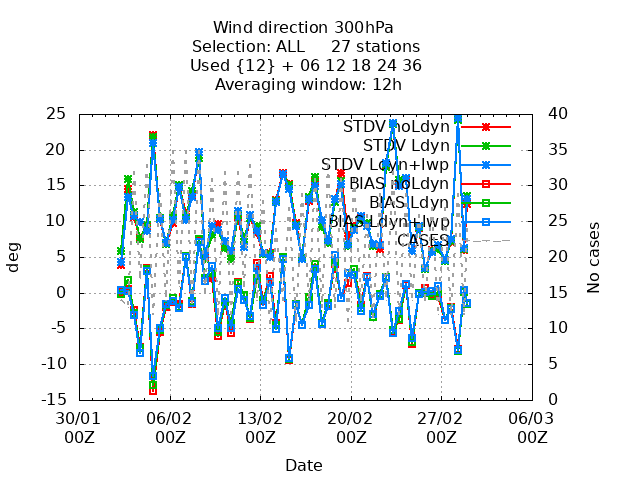 Wind direction 300hPa
Selection: ALL 27 stations
Used {12} + 06 12 18 24 36
Averaging window: 12h
25
20
15
10
5
0
-5
-10
-15
deg
40
35
30
25
20
15
10
5
0
No cases
STDV noLdyn
STDV Ldyn
STDV Ldyn+lwp
BIAS noLdyn
BIAS Ldyn
BIAS Ldyn+lwp
CASES
30/01 06/02 13/02 20/02 27/02 06/03
00Z 00Z 00Z 00Z 00Z 00Z
Date